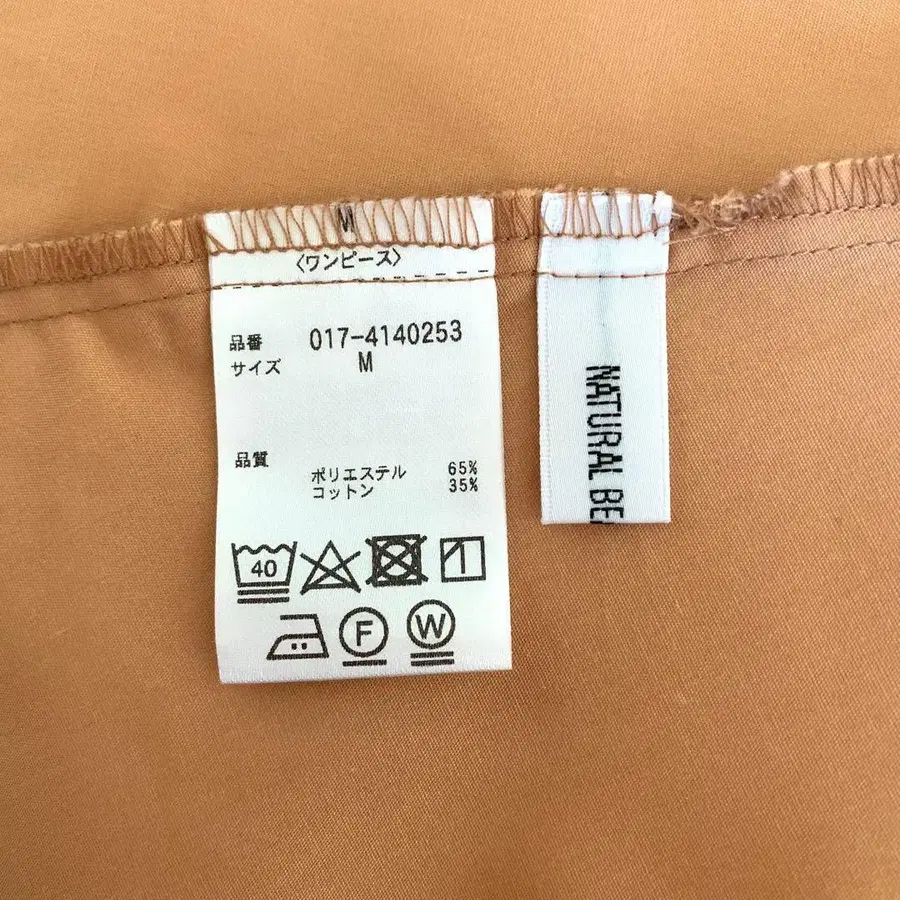 M
〈ワンピース〉
品番 017-4140253
サイズ M
品質
ポリエステル 65%
コットン 35%
40
F
W
NATURAL BE